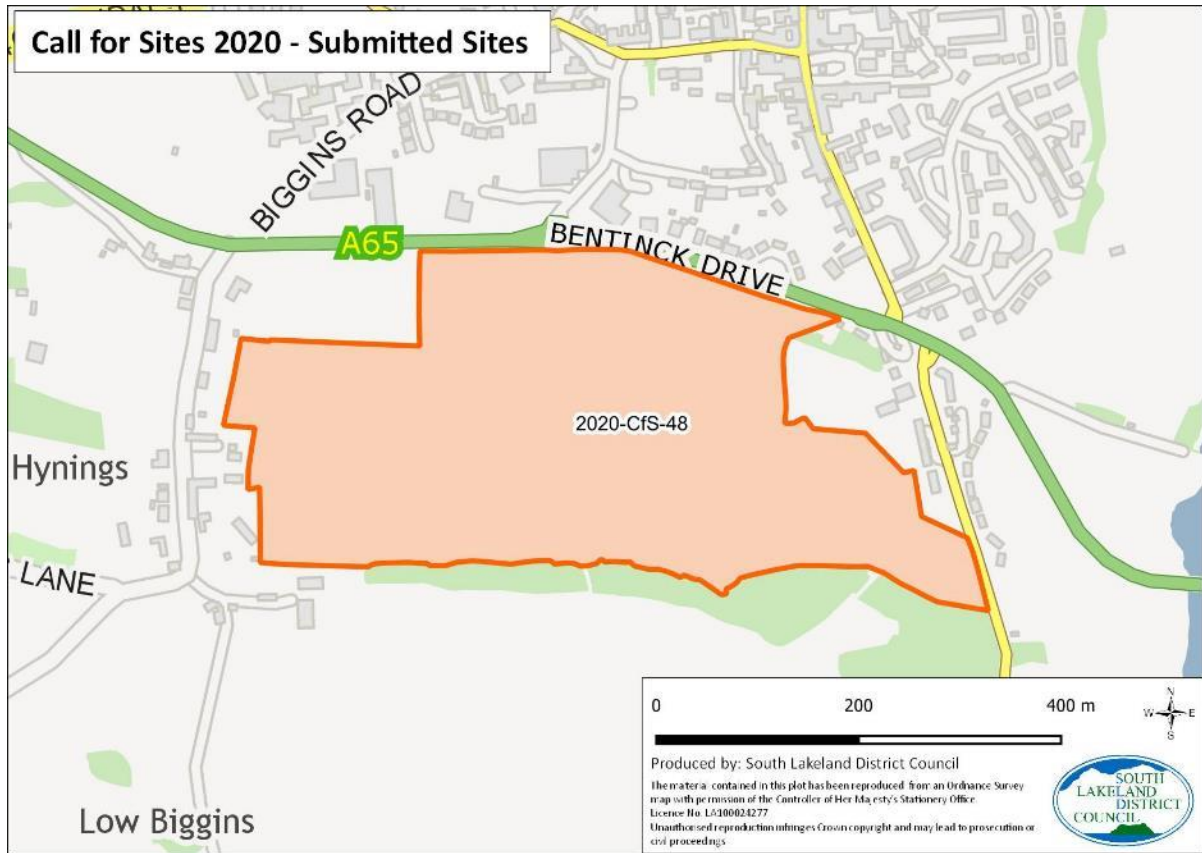 Call for Sites 2020 - Submitted Sites
BIGGINS ROAD
A65
BENTINCK DRIVE
2020-CfS-48
Hynings
LANE
Low Biggins
0 200 400 m
N
W E
S
Produced by: South Lakeland District Council
The material contained in this plot has been reproduced from an Ordnance Survey
map with permission of the Controller of Her Majesty's Stationery Office.
Licence No. LA100024277
Unauthorised reproduction infringes Crown copyright and may lead to prosecution or
civil proceedings
SOUTH
LAKELAND
DISTRICT
COUNCIL